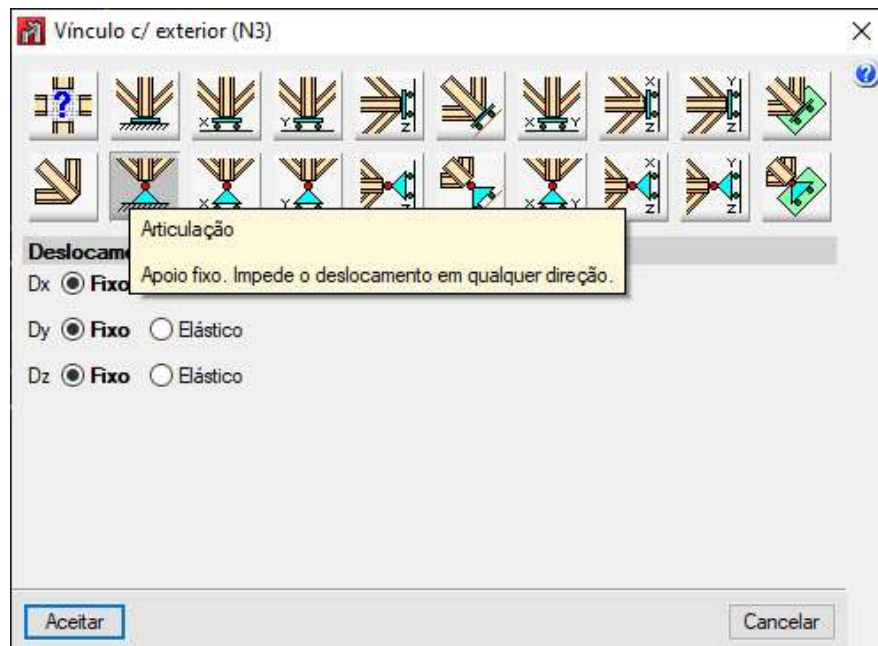 Vínculo c/ exterior (N3)
?
X Y Z X Y X Z Y Z
X Y Z X Y X Z Y Z
Articulação
Apoio fixo. Impede o deslocamento em qualquer direção.
Deslocam
Dx Fixo
Dy Fixo Elástico
Dz Fixo Elástico
Aceitar Cancelar